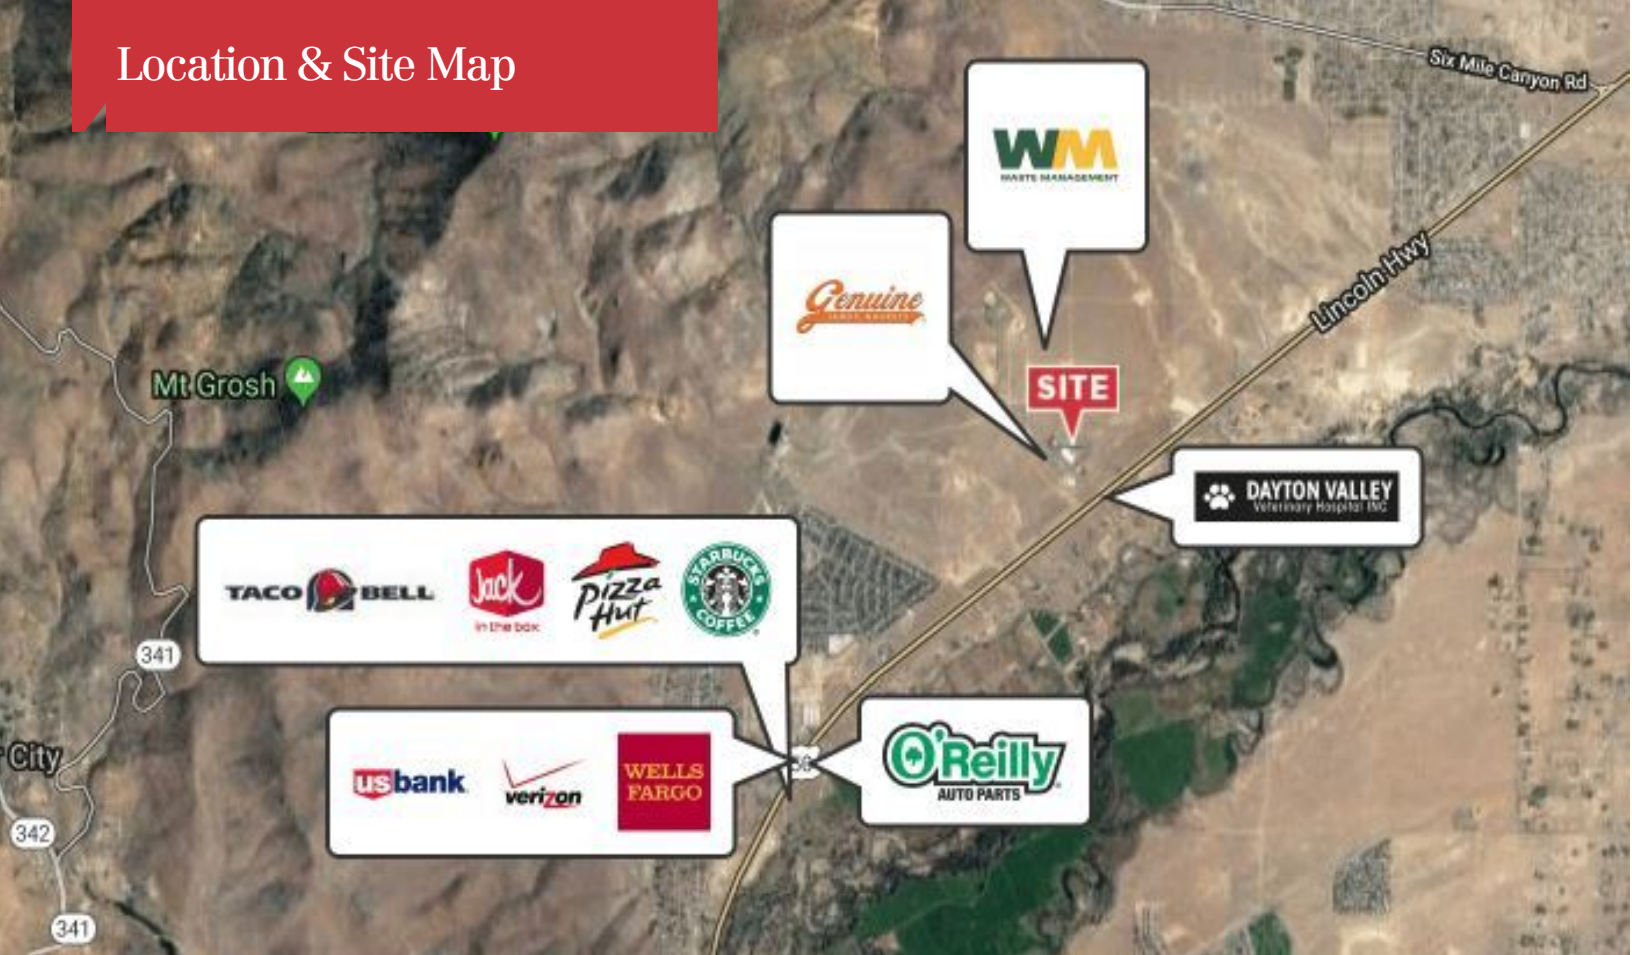 Location & Site Map
Six Mile Canyon Rd
WM
WASTE MANAGEMENT
Genuine
Lincoln Hwy
Mt Grosh
SITE
DAYTON VALLEY
Veterinary Hospital INC
TACO BELL
Jack
in the box
Pizza
Hut
STARBUCKS
COFFEE
341
City
usbank
verizon
WELLS
FARGO
O'Reilly
AUTO PARTS
342
341